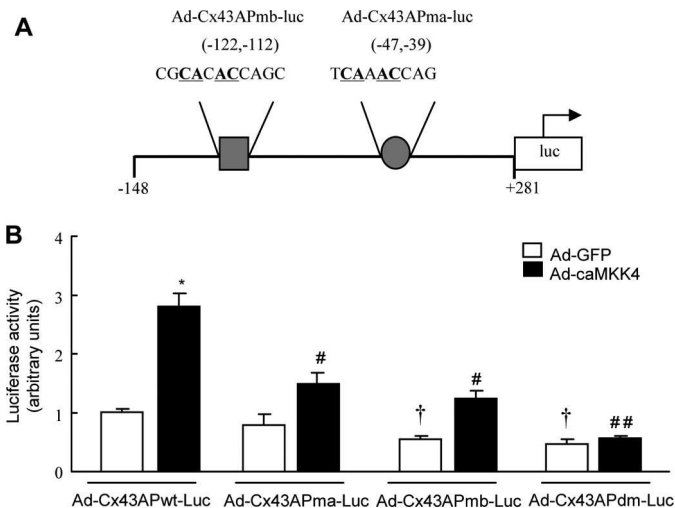 A
Ad-Cx43APmb-luc Ad-Cx43APma-luc
(-122,-112) (-47,-39)
CGCACACCAGC TCAAACCAG
luc
-148 +281
B
Luciferase activity
(arbitrary units)
4
3
2
1
0
Ad-GFP
Ad-caMKK4
*
#
† #
† ##
Ad-Cx43APwt-Luc Ad-Cx43APma-Luc Ad-Cx43APmb-Luc Ad-Cx43APdm-Luc